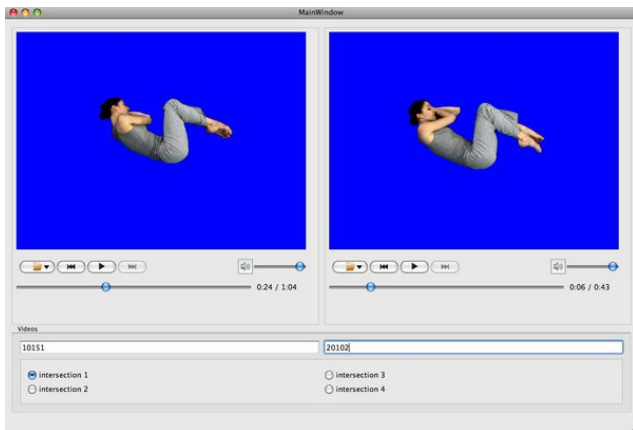 MainWindow
0:24 / 1:04
0:06 / 0:43
Videos
10151
20102
intersection 1
intersection 3
intersection 2
intersection 4